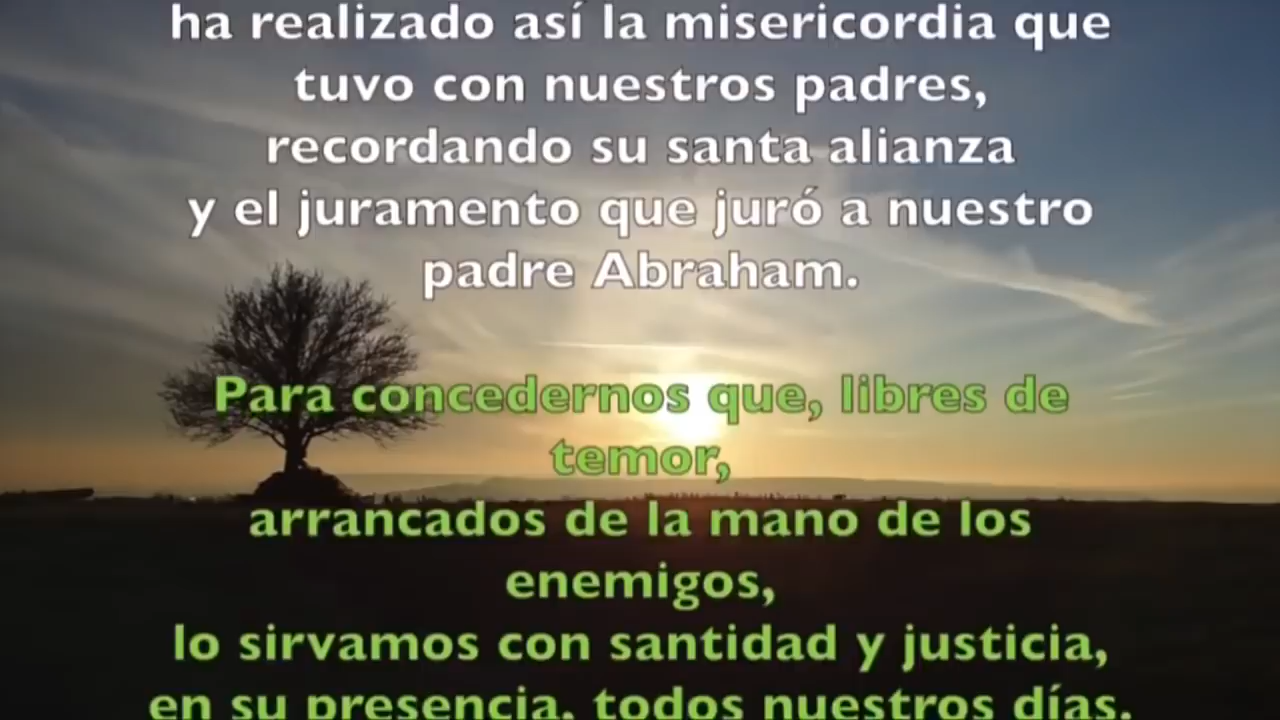 ha realizado así la misericordia que
tuvo con nuestros padres,
recordando su santa alianza
y el juramento que juró a nuestro
padre Abraham.
Para concedernos que, libres de
temor,
arrancados de la mano de los
enemigos,
lo sirvamos con santidad y justicia,
en su presencia, todos nuestros días.